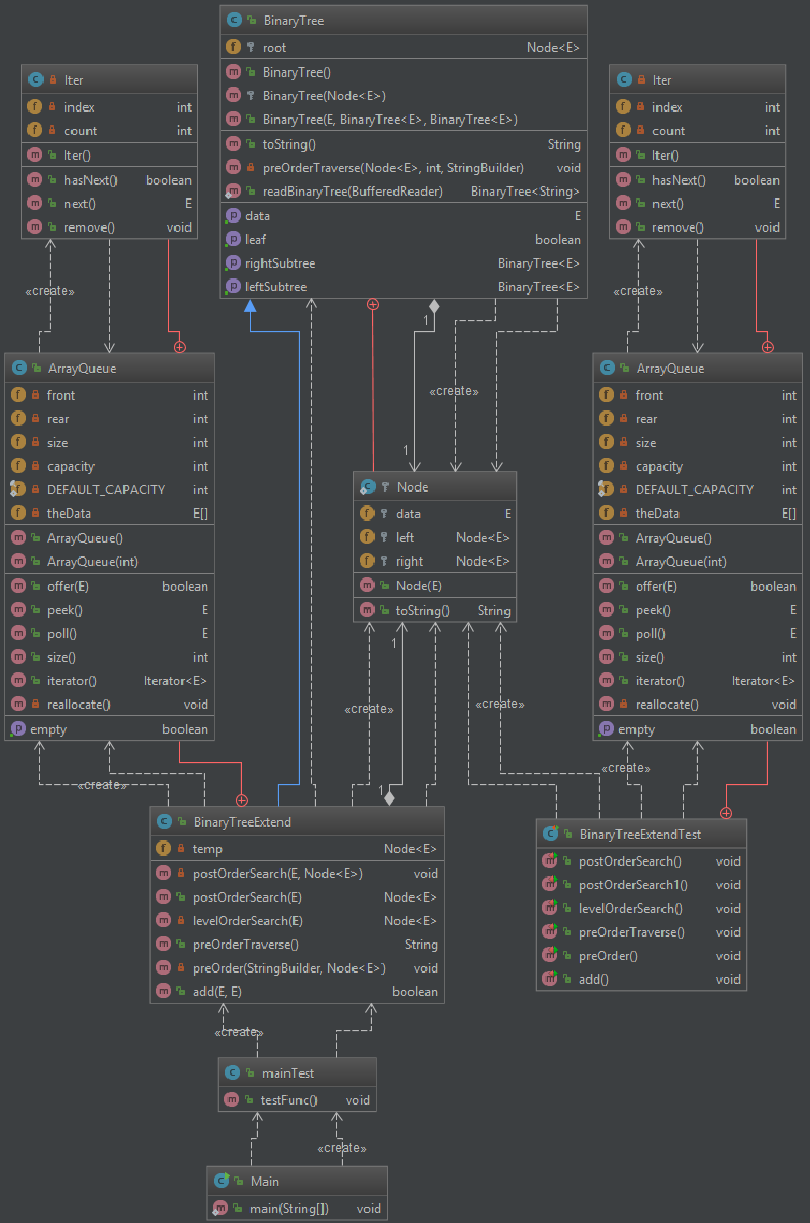 BinaryTree
root Node<E>
BinaryTree()
BinaryTree(Node<E>)
BinaryTree(E, BinaryTree<E>, BinaryTree<E>)
toString() String
preOrderTraverse(Node<E>, int, StringBuilder) void
readBinaryTree(BufferedReader) BinaryTree<String>
data E
leaf boolean
rightSubtree BinaryTree<E>
leftSubtree BinaryTree<E>
Iter
index int
count int
Iter()
hasNext() boolean
next() E
remove() void
Iter
index int
count int
Iter()
hasNext() boolean
next() E
remove() void
«create»
«create»
1
«create»
1
ArrayQueue
front int
rear int
size int
capacity int
DEFAULT_CAPACITY int
theData E[]
ArrayQueue()
ArrayQueue(int)
offer(E) boolean
peek() E
poll() E
size() int
iterator() Iterator<E>
reallocate() void
empty boolean
Node
data E
left Node<E>
right Node<E>
Node(E)
toString() String
ArrayQueue
front int
rear int
size int
capacity int
DEFAULT_CAPACITY int
theData E[]
ArrayQueue()
ArrayQueue(int)
offer(E) boolean
peek() E
poll() E
size() int
iterator() Iterator<E>
reallocate() void
empty boolean
1
«create»
«create»
«create»
«create»
1
BinaryTreeExtend
temp Node<E>
postOrderSearch(E, Node<E>) void
postOrderSearch(E) Node<E>
levelOrderSearch(E) Node<E>
preOrderTraverse() String
preOrder(StringBuilder, Node<E>) void
add(E, E) boolean
BinaryTreeExtendTest
postOrderSearch() void
postOrderSearch1() void
levelOrderSearch() void
preOrderTraverse() void
preOrder() void
add() void
«create»
mainTest
testFunc() void
«create»
Main
main(String[]) void